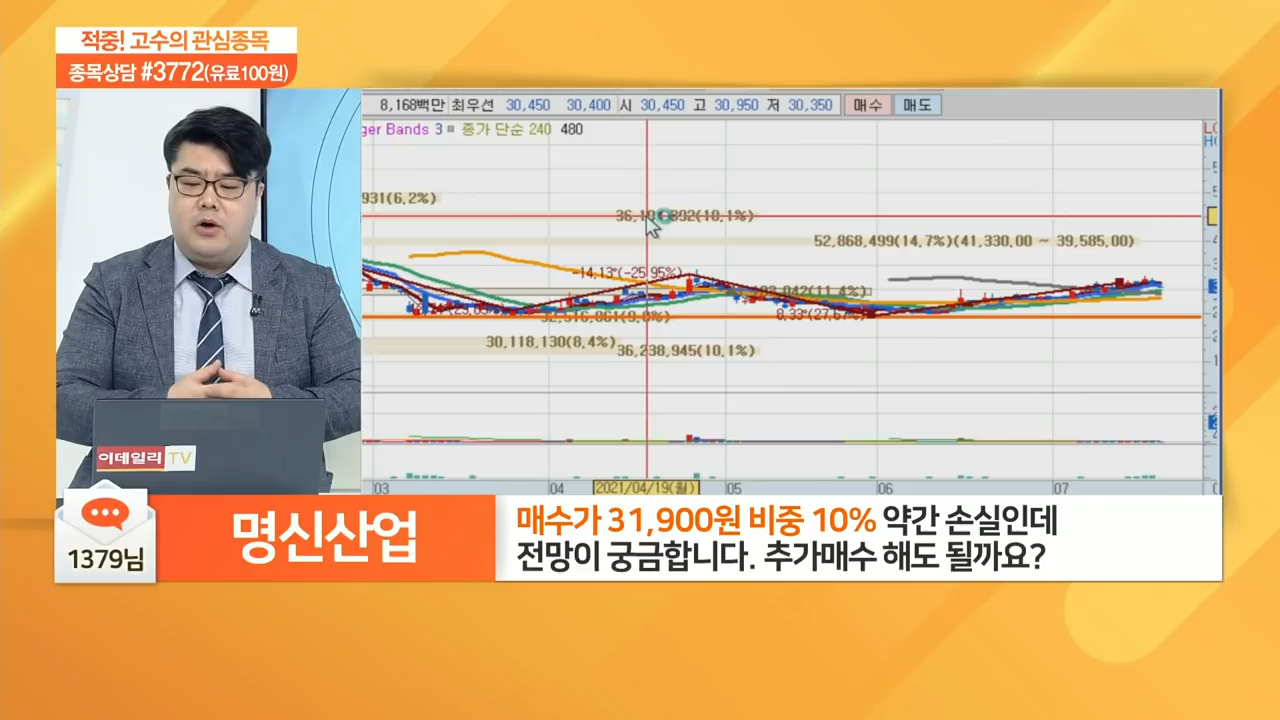 적중! 고수의 관심종목
종목상담 #3772(유료100원)
8,168백만 최우선 30,450 30,400 시 30,450 고 30,950 저 30,350 매수 매도
ger Bands 3 종가 단순 240 480
931(6.2%)
52,868,499(14.7%)(41,330.00 ~ 39,585.00)
-14.13*(-25.95%)
30,118,130(8.4%)
36,238,945(10.1%)
03 04 2021/04/19(월) 05 06 07
이데일리 TV
1379님
명신산업
매수가 31,900원 비중 10% 약간 손실인데
전망이 궁금합니다. 추가매수 해도 될까요?